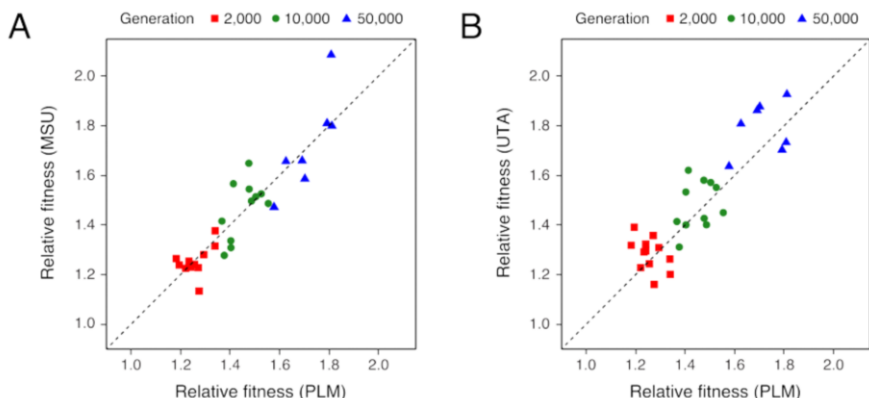 A
Generation 2,000 10,000 50,000
2.0
1.8
1.6
1.4
1.2
1.0
Relative fitness (MSU)
1.0 1.2 1.4 1.6 1.8 2.0
Relative fitness (PLM)
B
Generation 2,000 10,000 50,000
2.0
1.8
1.6
1.4
1.2
1.0
Relative fitness (UTA)
1.0 1.2 1.4 1.6 1.8 2.0
Relative fitness (PLM)